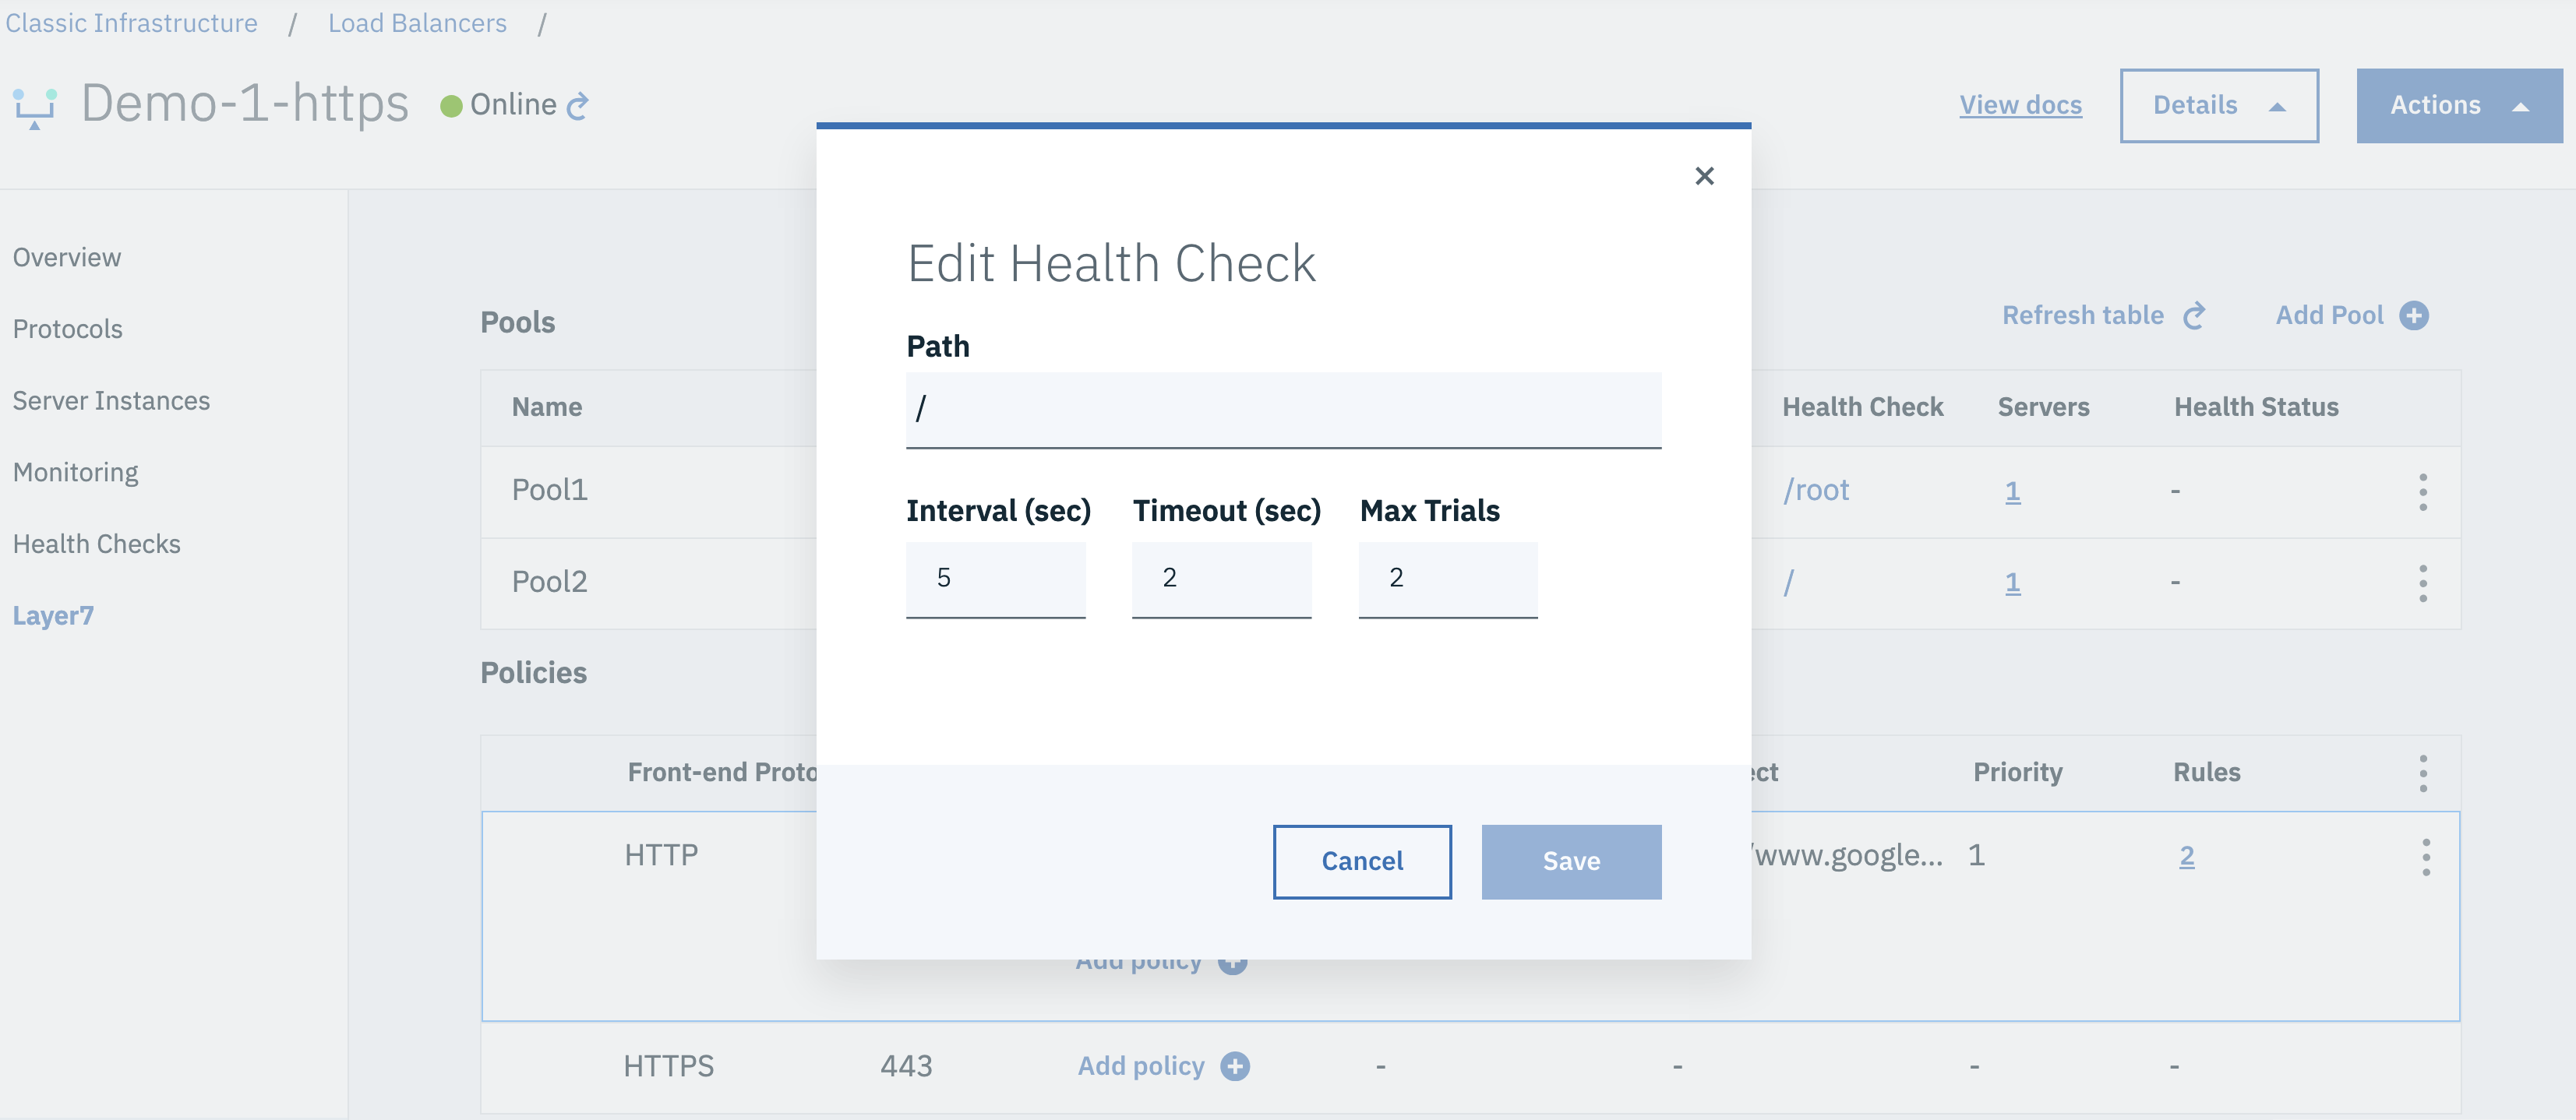 Classic Infrastructure / Load Balancers /
Demo-1-https Online
View docs Details Actions
Overview
Protocols
Server Instances
Monitoring
Health Checks
Layer7
Pools
Refresh table Add Pool
Name Health Check Servers Health Status
Pool1 /root 1 -
Pool2 / 1 -
Policies
Front-end Proto ect Priority Rules
HTTP /www.google... 1 2
Add policy
HTTPS 443 Add policy - - - -
Edit Health Check
Path
/
Interval (sec) Timeout (sec) Max Trials
5 2 2
Cancel Save